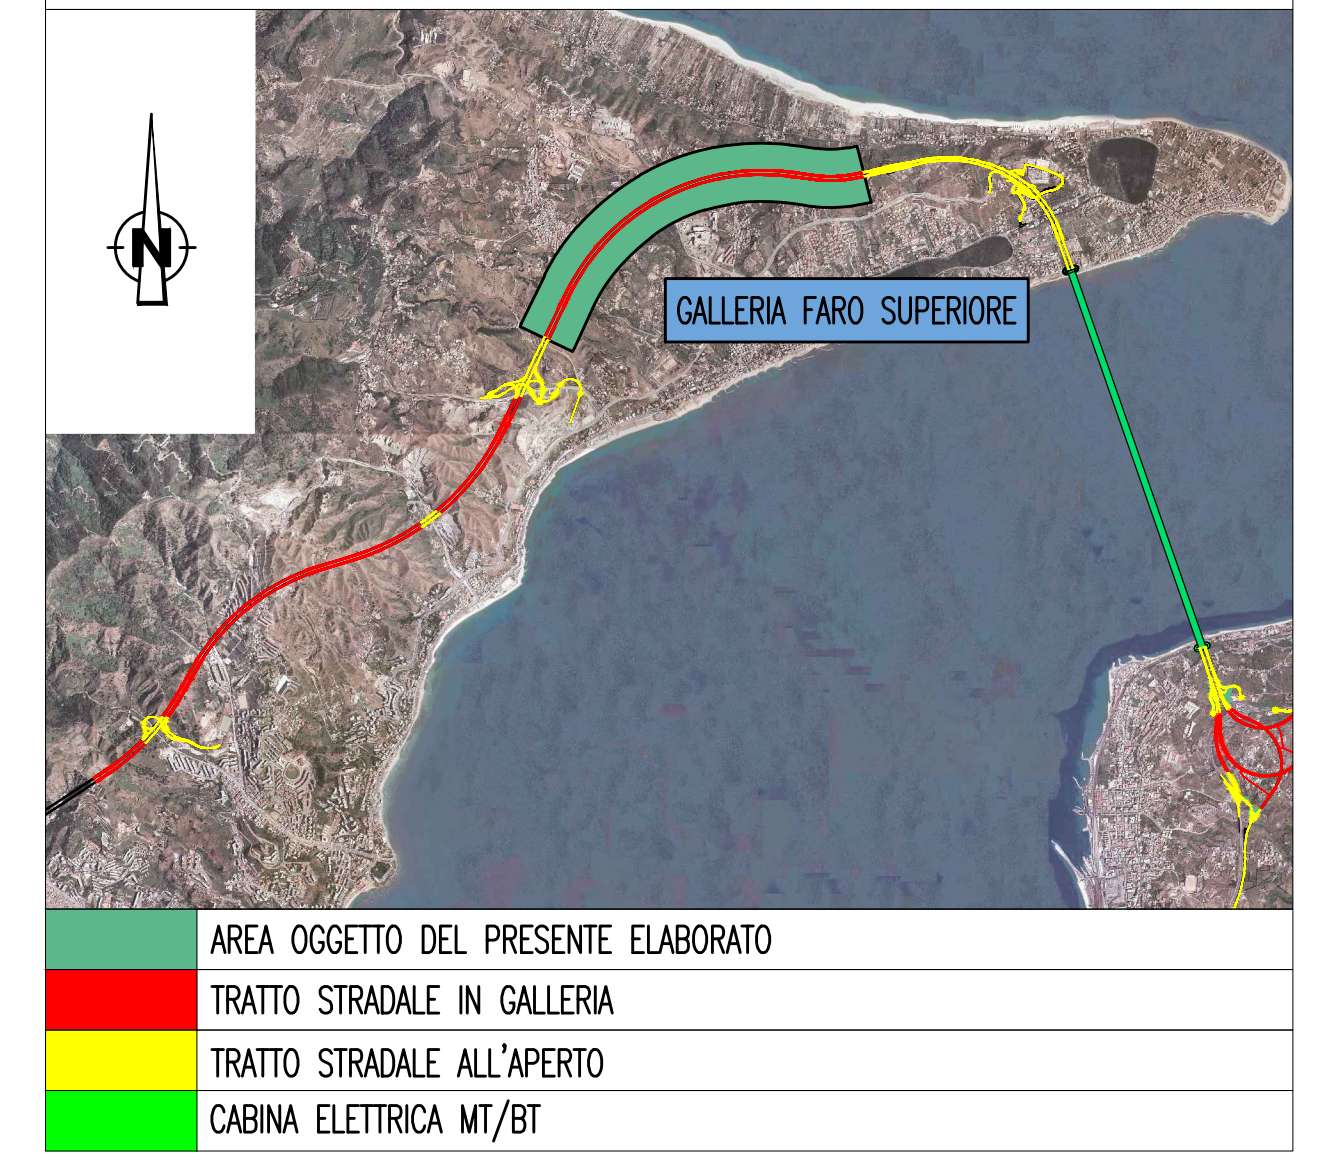 N
GALLERIA FARO SUPERIORE
AREA OGGETTO DEL PRESENTE ELABORATO
TRATTO STRADALE IN GALLERIA
TRATTO STRADALE ALL'APERTO
CABINA ELETTRICA MT/BT